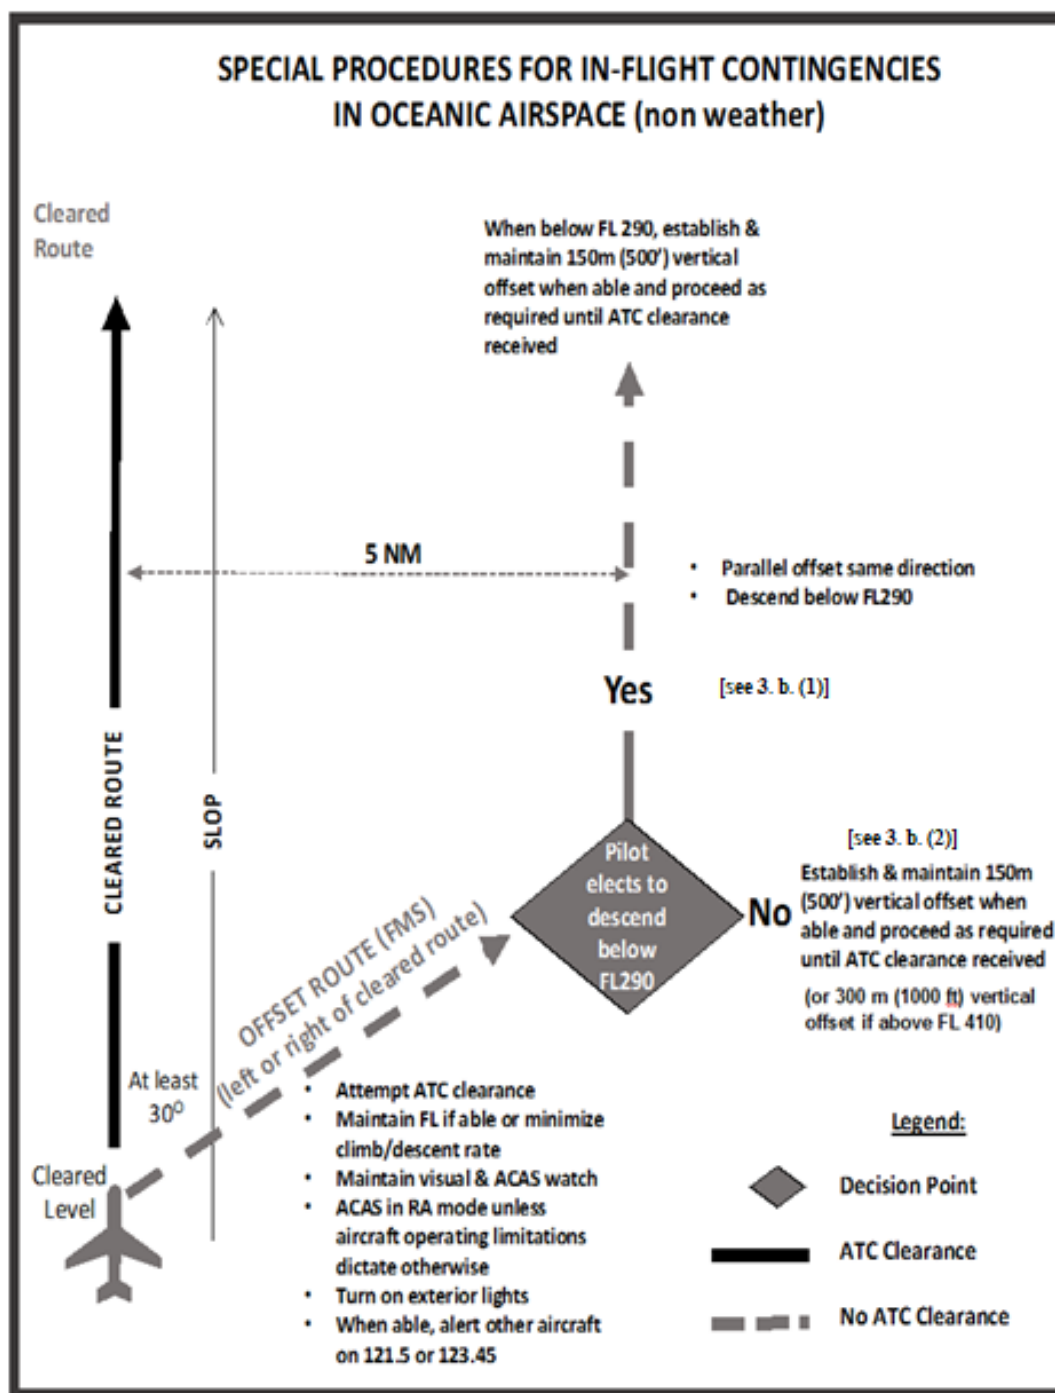 SPECIAL PROCEDURES FOR IN-FLIGHT CONTINGENCIES
IN OCEANIC AIRSPACE (non weather)
Cleared
Route
When below FL 290, establish &
maintain 150m (500') vertical
offset when able and proceed as
required until ATC clearance
received
5 NM
• Parallel offset same direction
• Descend below FL290
Yes
[see 3. b. (1)]
CLEARED ROUTE
SLOP
OFFSET ROUTE (FMS)
(left or right of cleared route)
Pilot
elects to
descend
below
FL290
No
[see 3. b. (2)]
Establish & maintain 150m
(500') vertical offset when
able and proceed as required
until ATC clearance received
(or 300 m (1000 ft) vertical
offset if above FL 410)
At least
30⁰
Cleared
Level
• Attempt ATC clearance
• Maintain FL if able or minimize
climb/descent rate
• Maintain visual & ACAS watch
• ACAS in RA mode unless
aircraft operating limitations
dictate otherwise
• Turn on exterior lights
• When able, alert other aircraft
on 121.5 or 123.45
Legend:
Decision Point
ATC Clearance
No ATC Clearance